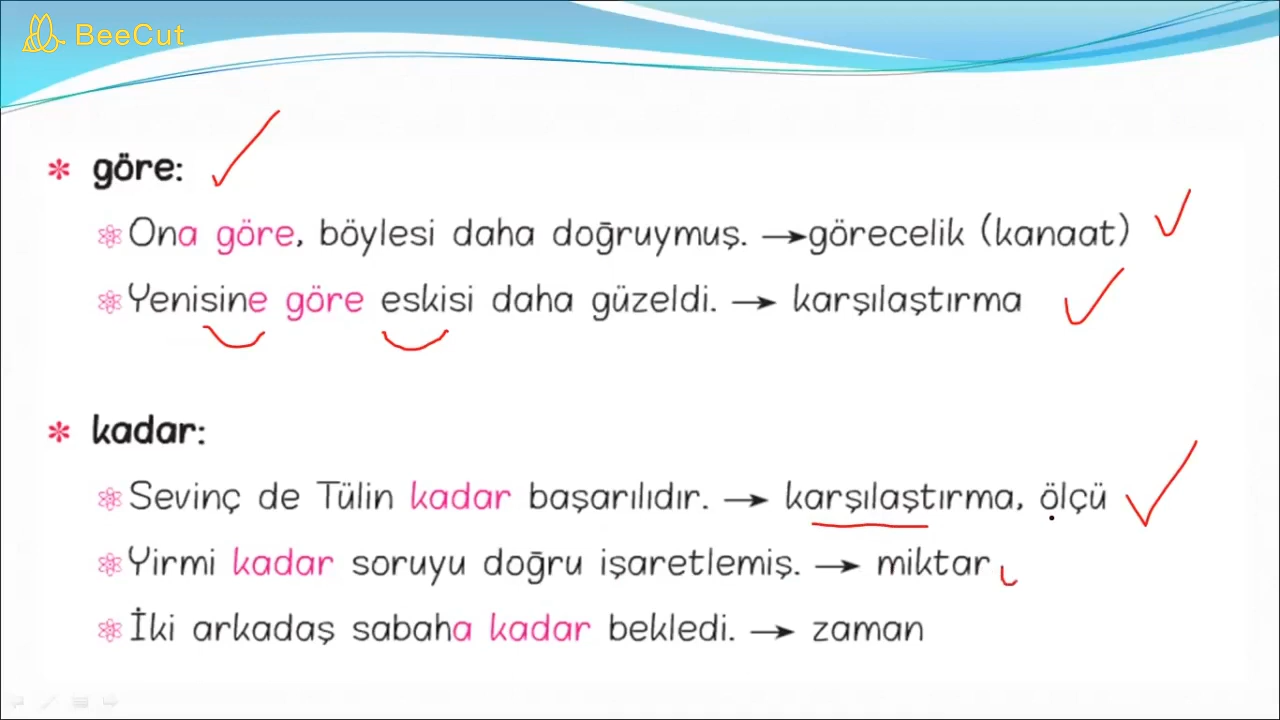 BeeCut
* göre:
Ona göre, böylesi daha doğruymuş. → görecelik (kanaat)
Yenisine göre eskisi daha güzeldi. → karşılaştırma
* kadar:
Sevinç de Tülin kadar başarılıdır. → karşılaştırma, ölçü
Yirmi kadar soruyu doğru işaretlemiş. → miktar
İki arkadaş sabaha kadar bekledi. → zaman